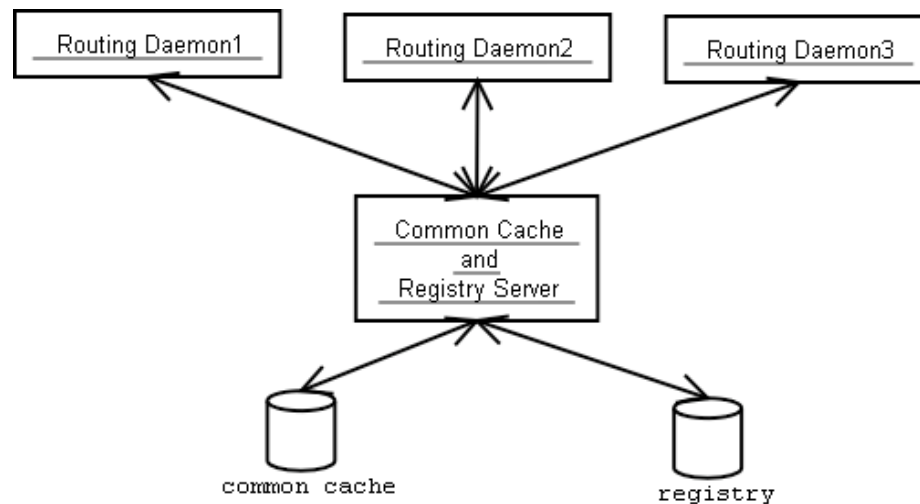 Routing Daemon1
Routing Daemon2
Routing Daemon3
Common Cache
and
Registry Server
common cache
registry